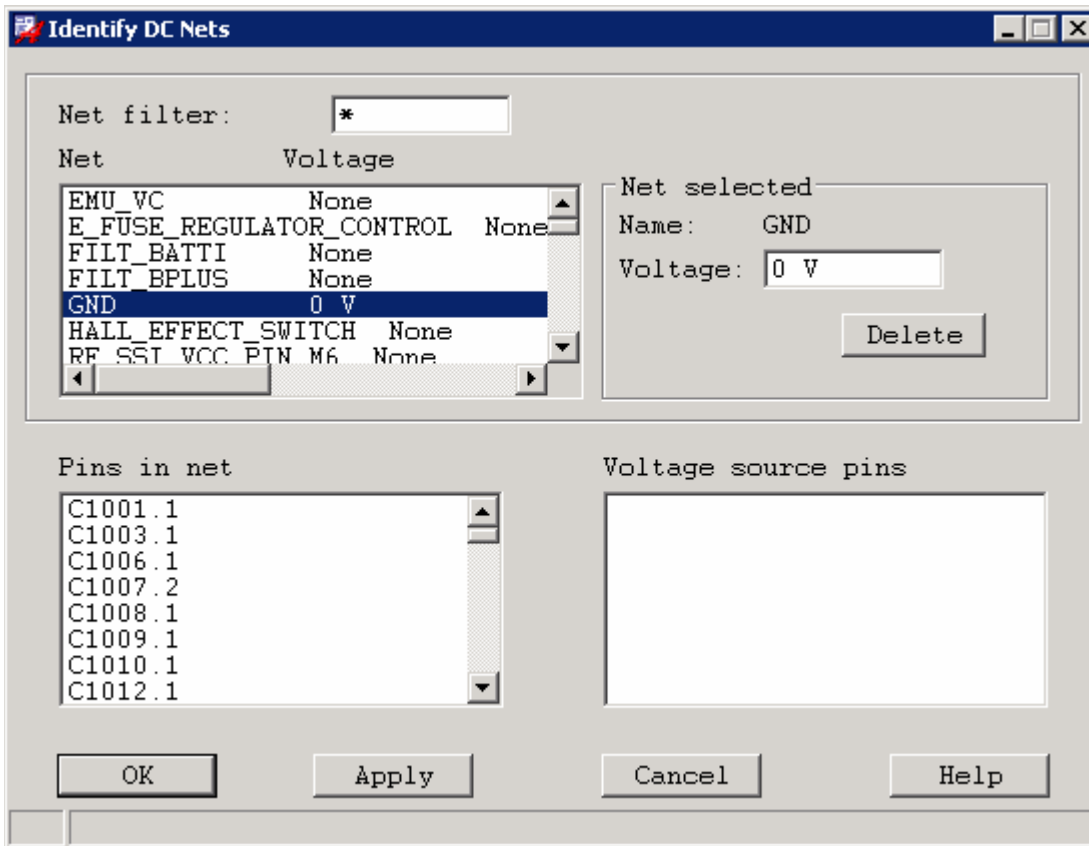 Identify DC Nets
Net filter: *
Net Voltage
EMU_VC None
E_FUSE_REGULATOR_CONTROL None
FILT_BATTI None
FILT_BPLUS None
GND 0 V
HALL_EFFECT_SWITCH None
RF_SSI_VCC_PIN_M6 None
Net selected
Name: GND
Voltage: 0 V
Delete
Pins in net
C1001.1
C1003.1
C1006.1
C1007.2
C1008.1
C1009.1
C1010.1
C1012.1
Voltage source pins
OK Apply Cancel Help